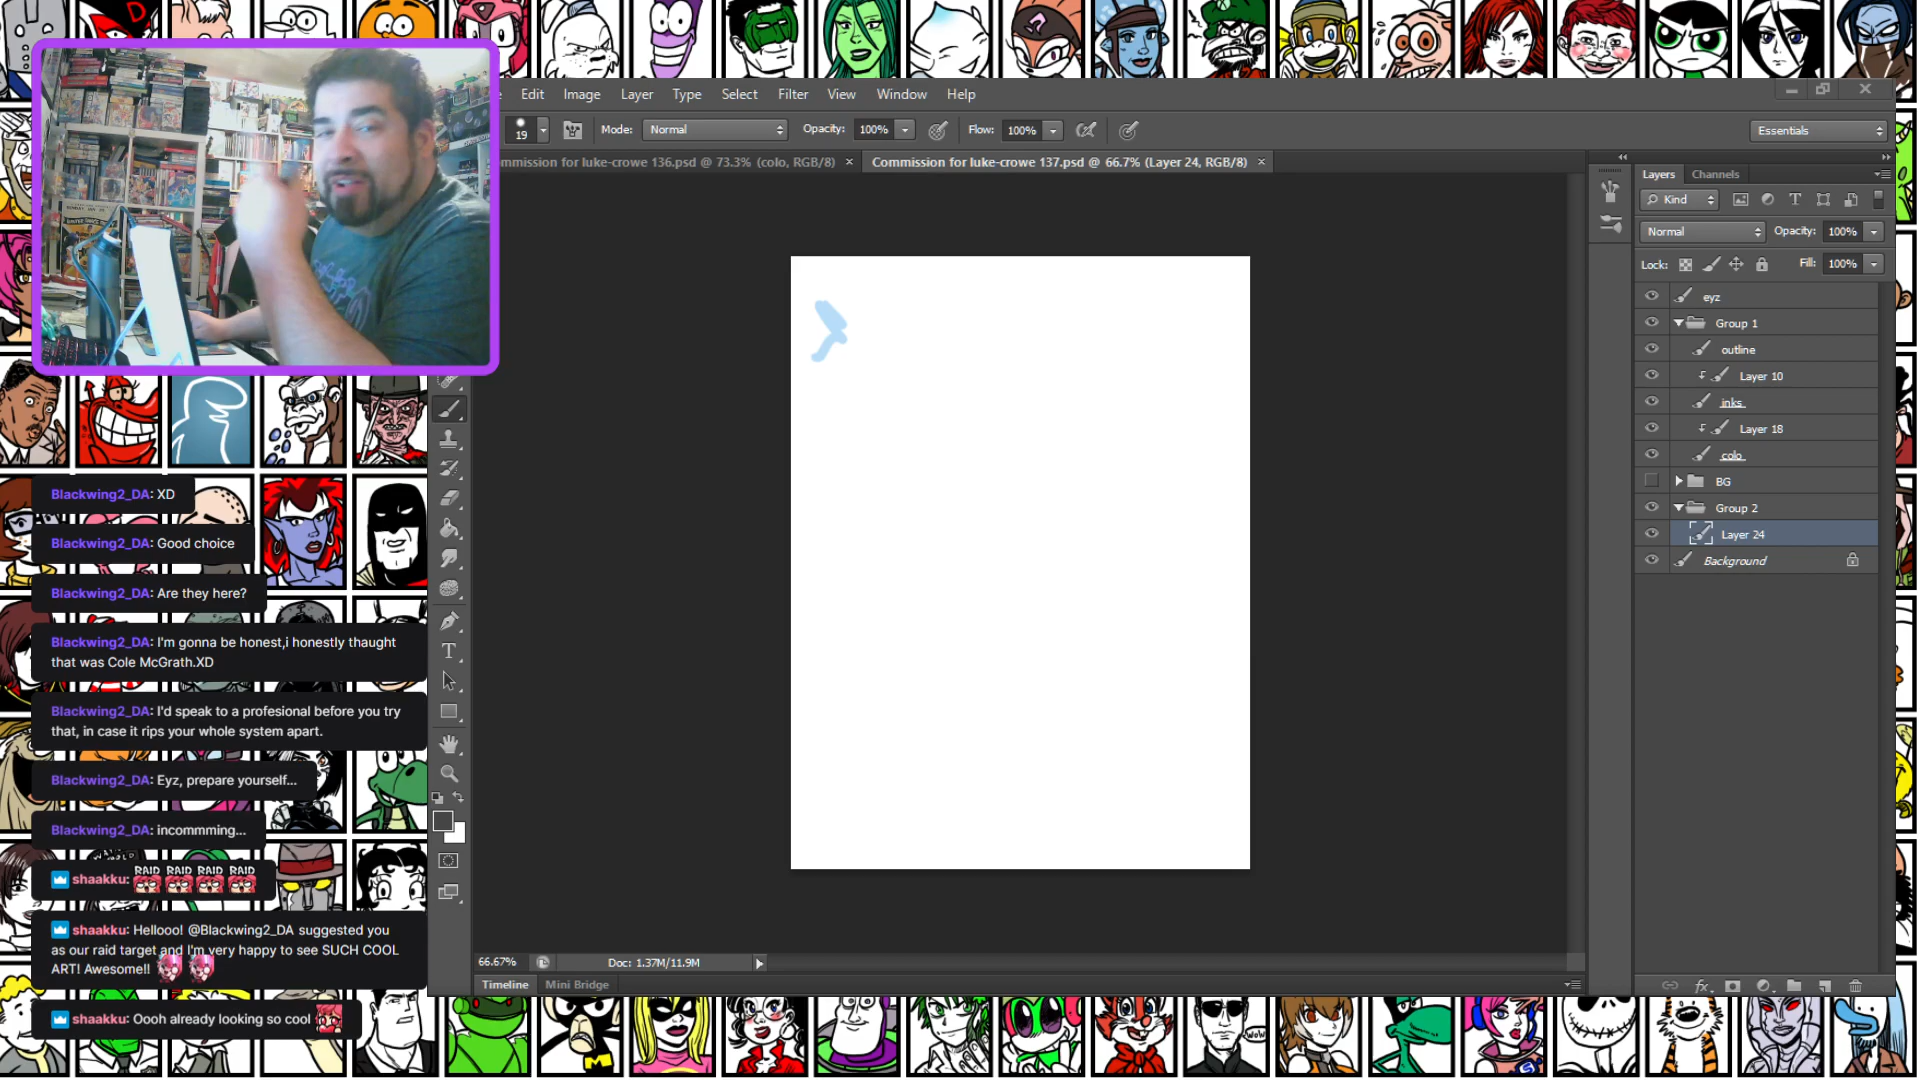 Edit Image Layer Type Select Filter View Window Help
19 Mode: Normal Opacity: 100% Flow: 100% Essentials
ommission for luke-crowe 136.psd @ 73.3% (colo, RGB/8) × Commission for luke-crowe 137.psd @ 66.7% (Layer 24, RGB/8) ×
Layers Channels
Kind
Normal Opacity: 100%
Lock: Fill: 100%
eyz
Group 1
outline
Layer 10
inks
Layer 18
colo
BG
Group 2
Layer 24
Background
Blackwing2_DA: XD
Blackwing2_DA: Good choice
Blackwing2_DA: Are they here?
Blackwing2_DA: I'm gonna be honest,i honestly thaught
that was Cole McGrath.XD
Blackwing2_DA: I'd speak to a profesional before you try
that, in case it rips your whole system apart.
Blackwing2_DA: Eyz, prepare yourself...
Blackwing2_DA: incommming...
shaakku: RAID RAID RAID RAID
shaakku: Hellooo! @Blackwing2_DA suggested you
as our raid target and I'm very happy to see SUCH COOL
ART! Awesome!!
shaakku: Oooh already looking so cool
66.67% Doc: 1.37M/11.9M
Timeline Mini Bridge
WOW